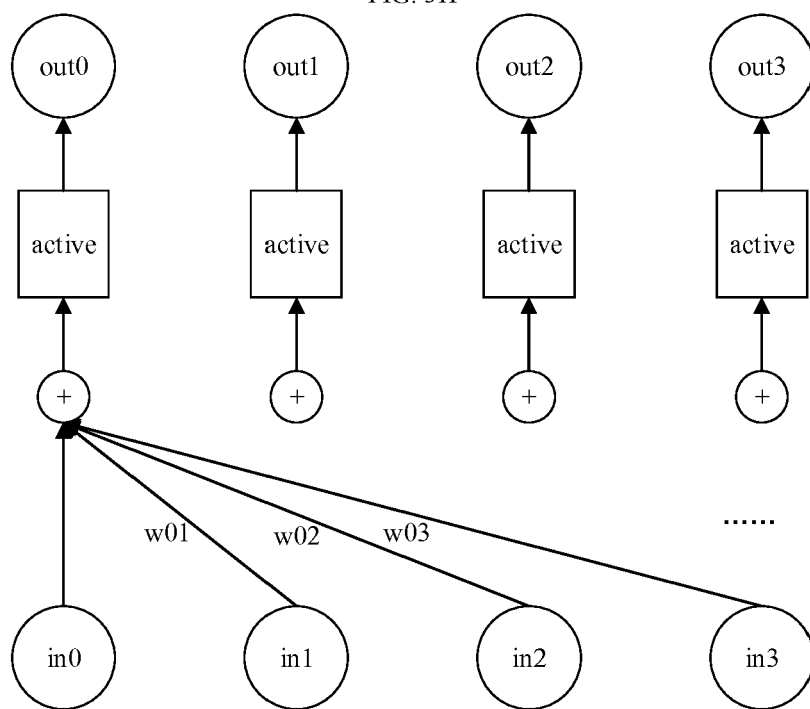 out0 out1 out2 out3
active active active active
+ + + +
......
w01 w02 w03
in0 in1 in2 in3